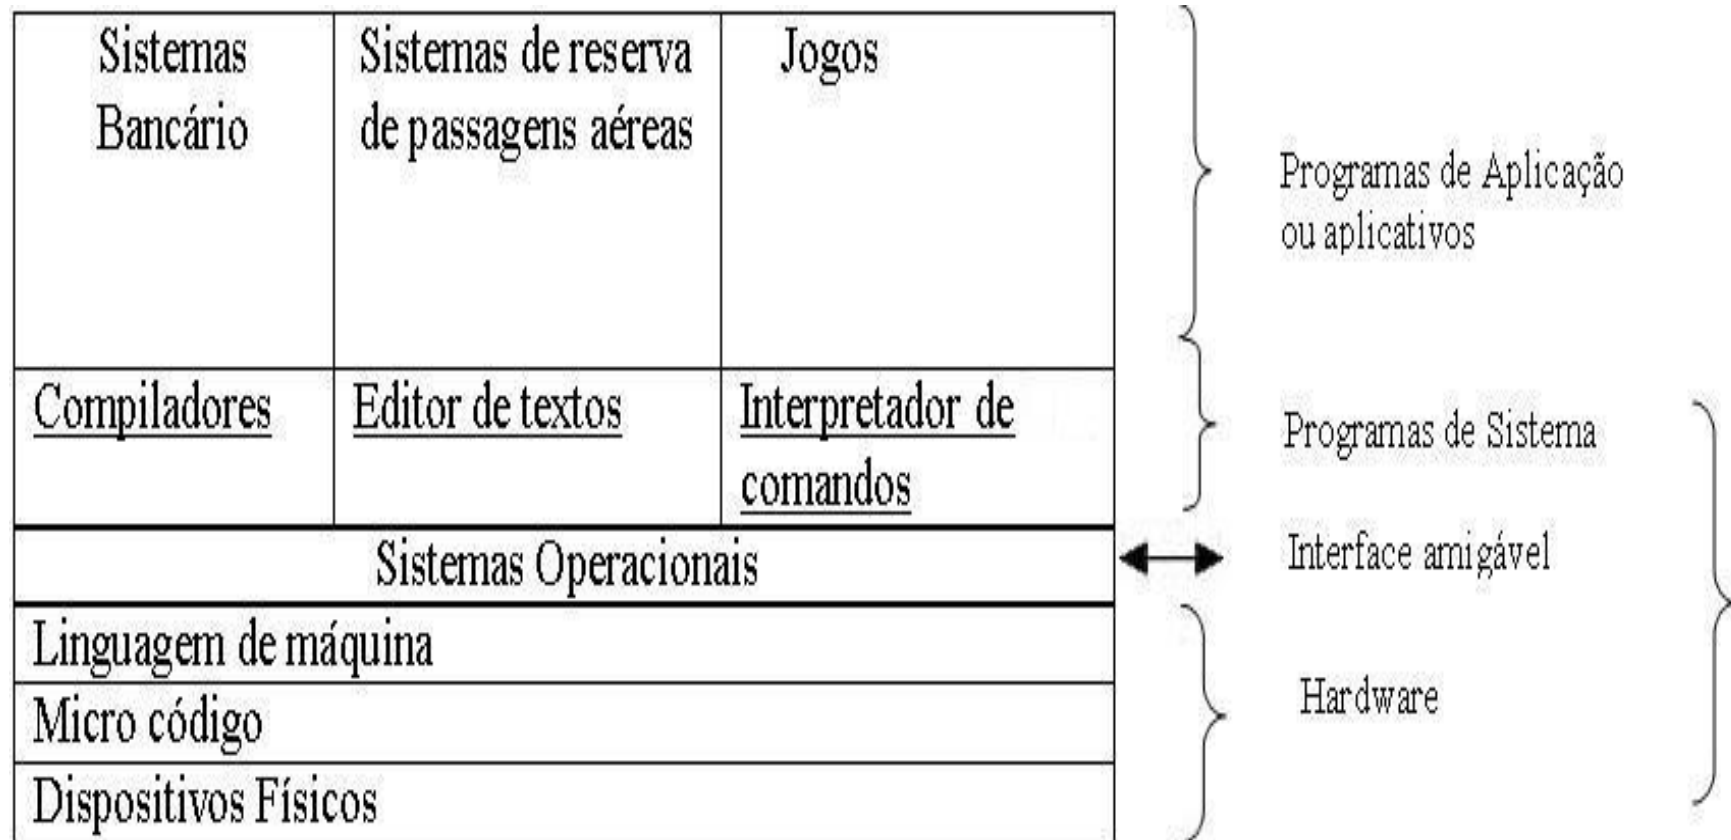 Sistemas
Bancário
Sistemas de reserva
de passagens aéreas
Jogos
Programas de Aplicação
ou aplicativos
Compiladores
Editor de textos
Interpretador de
comandos
Programas de Sistema
Sistemas Operacionais
Interface amigável
Linguagem de máquina
Micro código
Dispositivos Físicos
Hardware